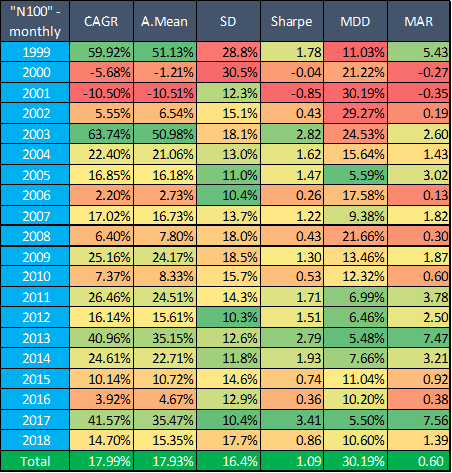 "N100" - monthly CAGR A.Mean SD Sharpe MDD MAR
1999 59.92% 51.13% 28.8% 1.78 11.03% 5.43
2000 -5.68% -1.21% 30.5% -0.04 21.22% -0.27
2001 -10.50% -10.51% 12.3% -0.85 30.19% -0.35
2002 5.55% 6.54% 15.1% 0.43 29.27% 0.19
2003 63.74% 50.98% 18.1% 2.82 24.53% 2.60
2004 22.40% 21.06% 13.0% 1.62 15.64% 1.43
2005 16.85% 16.18% 11.0% 1.47 5.59% 3.02
2006 2.20% 2.73% 10.4% 0.26 17.58% 0.13
2007 17.02% 16.73% 13.7% 1.22 9.38% 1.82
2008 6.40% 7.80% 18.0% 0.43 21.66% 0.30
2009 25.16% 24.17% 18.5% 1.30 13.46% 1.87
2010 7.37% 8.33% 15.7% 0.53 12.32% 0.60
2011 26.46% 24.51% 14.3% 1.71 6.99% 3.78
2012 16.14% 15.61% 10.3% 1.51 6.46% 2.50
2013 40.96% 35.15% 12.6% 2.79 5.48% 7.47
2014 24.61% 22.71% 11.8% 1.93 7.66% 3.21
2015 10.14% 10.72% 14.6% 0.74 11.04% 0.92
2016 3.92% 4.67% 12.9% 0.36 10.20% 0.38
2017 41.57% 35.47% 10.4% 3.41 5.50% 7.56
2018 14.70% 15.35% 17.7% 0.86 10.60% 1.39
Total 17.99% 17.93% 16.4% 1.09 30.19% 0.60